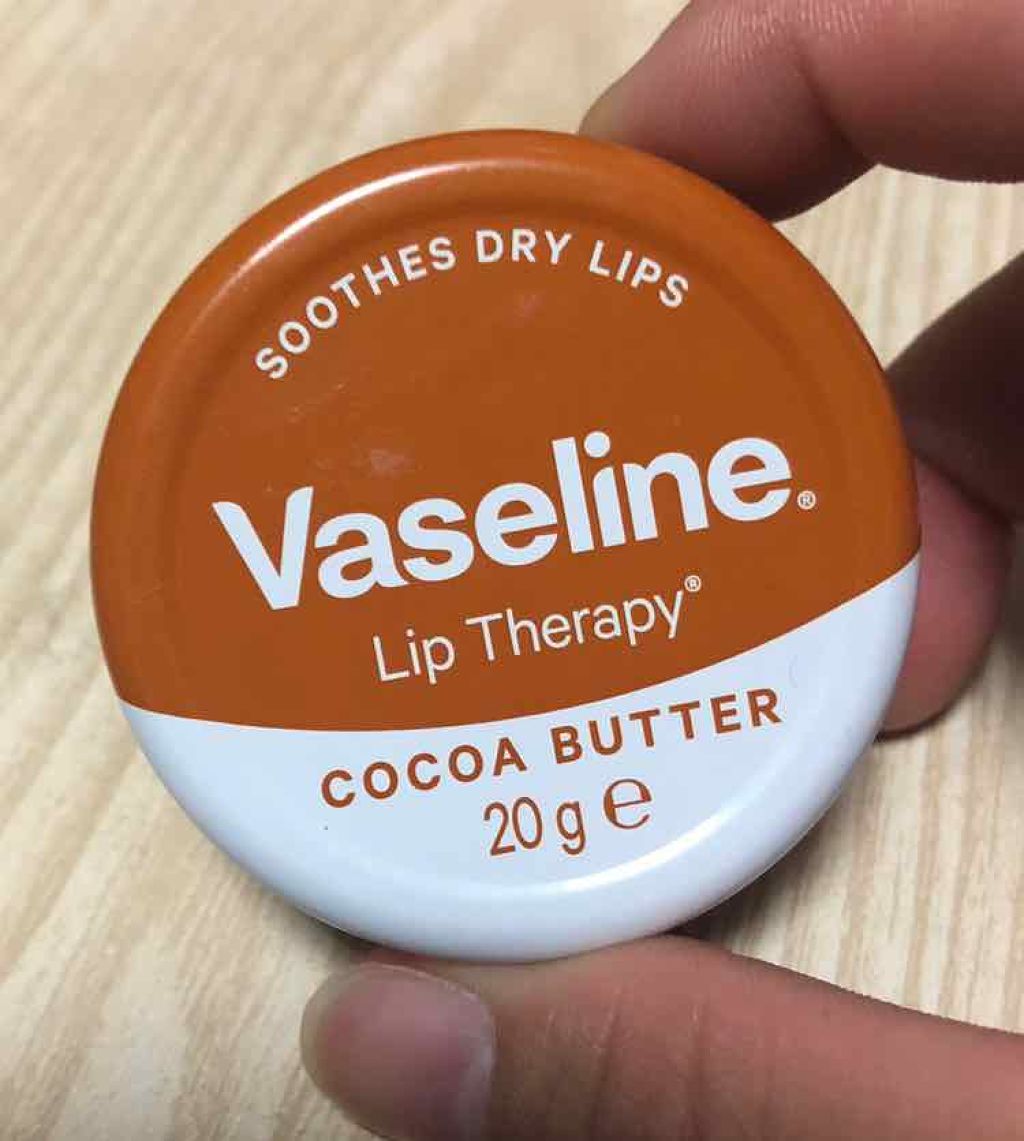 SOOTHES DRY LIPS
Vaseline®
Lip Therapy®
COCOA BUTTER
20 g ℮